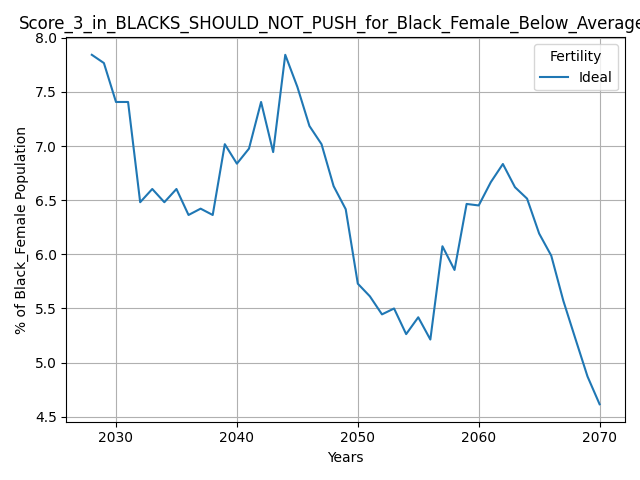 Score_3_in_BLACKS_SHOULD_NOT_PUSH_for_Black_Female_Below_Average
Fertility
Ideal
% of Black_Female Population
8.0
7.5
7.0
6.5
6.0
5.5
5.0
4.5
2030 2040 2050 2060 2070
Years